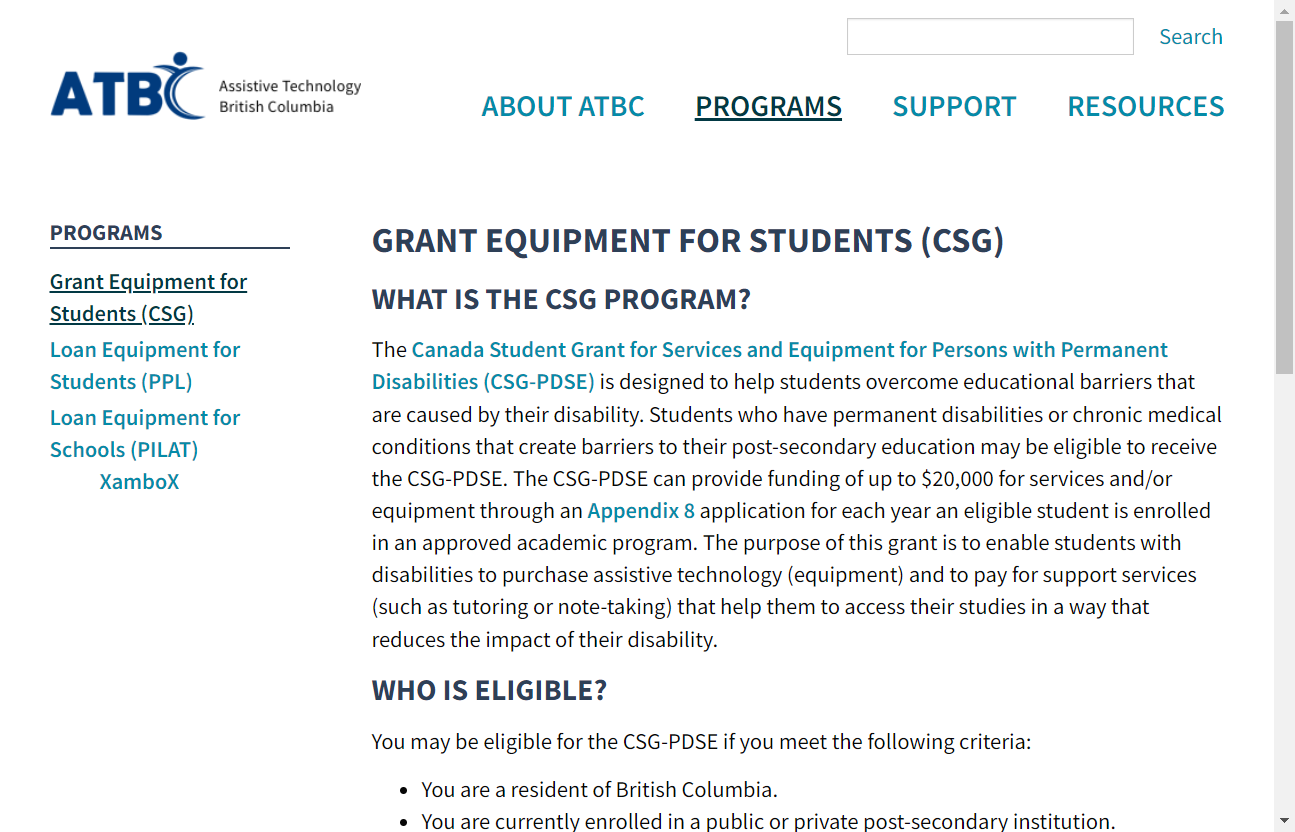 Search
ATBC
Assistive Technology
British Columbia
ABOUT ATBC
PROGRAMS
SUPPORT
RESOURCES
PROGRAMS
Grant Equipment for
Students (CSG)
Loan Equipment for
Students (PPL)
Loan Equipment for
Schools (PILAT)
XamboX
GRANT EQUIPMENT FOR STUDENTS (CSG)
WHAT IS THE CSG PROGRAM?
The Canada Student Grant for Services and Equipment for Persons with Permanent
Disabilities (CSG-PDSE) is designed to help students overcome educational barriers that
are caused by their disability. Students who have permanent disabilities or chronic medical
conditions that create barriers to their post-secondary education may be eligible to receive
the CSG-PDSE. The CSG-PDSE can provide funding of up to $20,000 for services and/or
equipment through an Appendix 8 application for each year an eligible student is enrolled
in an approved academic program. The purpose of this grant is to enable students with
disabilities to purchase assistive technology (equipment) and to pay for support services
(such as tutoring or note-taking) that help them to access their studies in a way that
reduces the impact of their disability.
WHO IS ELIGIBLE?
You may be eligible for the CSG-PDSE if you meet the following criteria:
• You are a resident of British Columbia.
• You are currently enrolled in a public or private post-secondary institution.